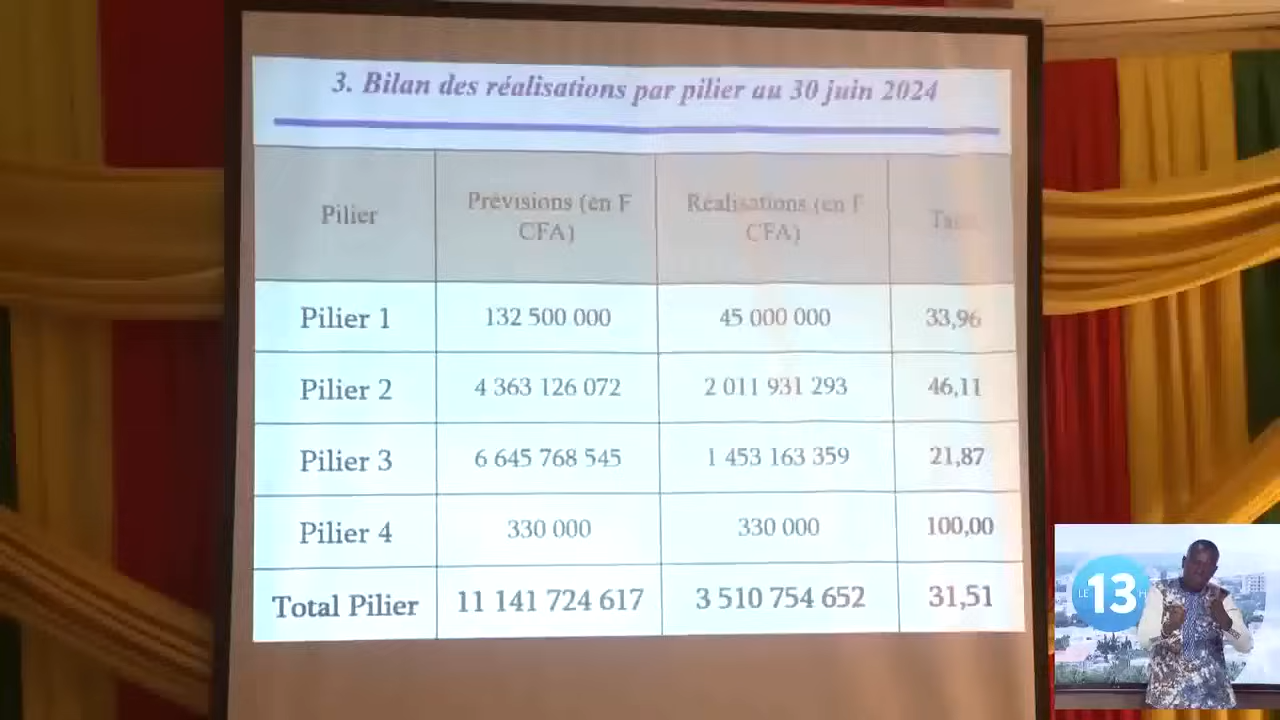 3. Bilan des réalisations par pilier au 30 juin 2024
Pilier Prévisions (en F CFA) Réalisations (en F CFA) Taux
Pilier 1 132 500 000 45 000 000 33,96
Pilier 2 4 363 126 072 2 011 931 293 46,11
Pilier 3 6 645 768 545 1 453 163 359 21,87
Pilier 4 330 000 330 000 100,00
Total Pilier 11 141 724 617 3 510 754 652 31,51
LE 13 H